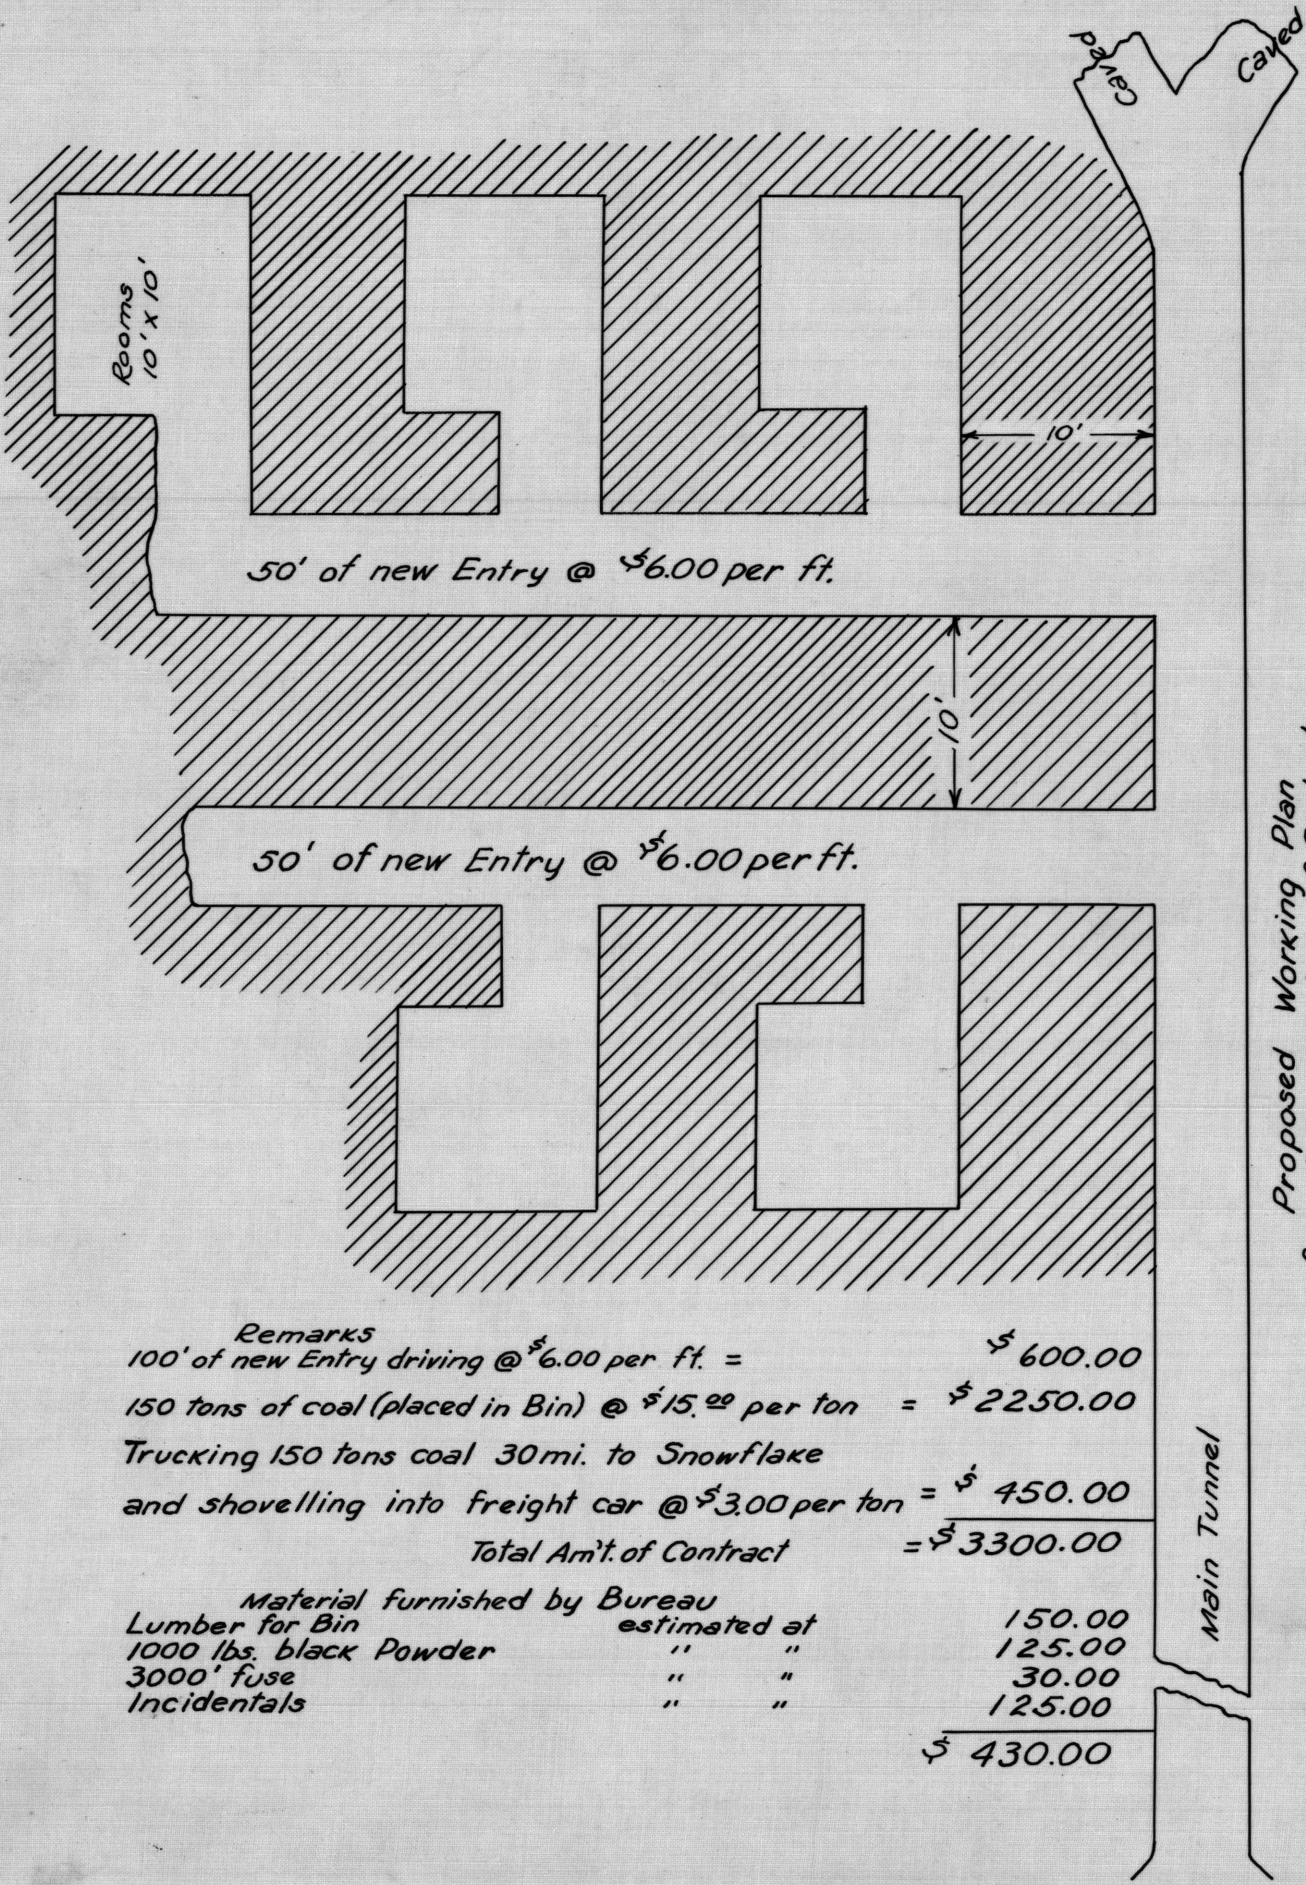 Caved
Caved
Rooms
10' x 10'
10'
50' of new Entry @ $6.00 per ft.
10'
50' of new Entry @ $6.00 per ft.
Proposed Working Plan
Remarks
100' of new Entry driving @ $6.00 per ft. = $600.00
150 tons of coal (placed in Bin) @ $15.00 per ton = $2250.00
Trucking 150 tons coal 30 mi. to Snowflake
and shovelling into freight car @ $3.00 per ton = $ 450.00
Total Am't. of Contract = $3300.00
Material furnished by Bureau
Lumber for Bin estimated at 150.00
1000 lbs. black Powder " " 125.00
3000' fuse " " 30.00
Incidentals " " 125.00
$ 430.00
Main Tunnel